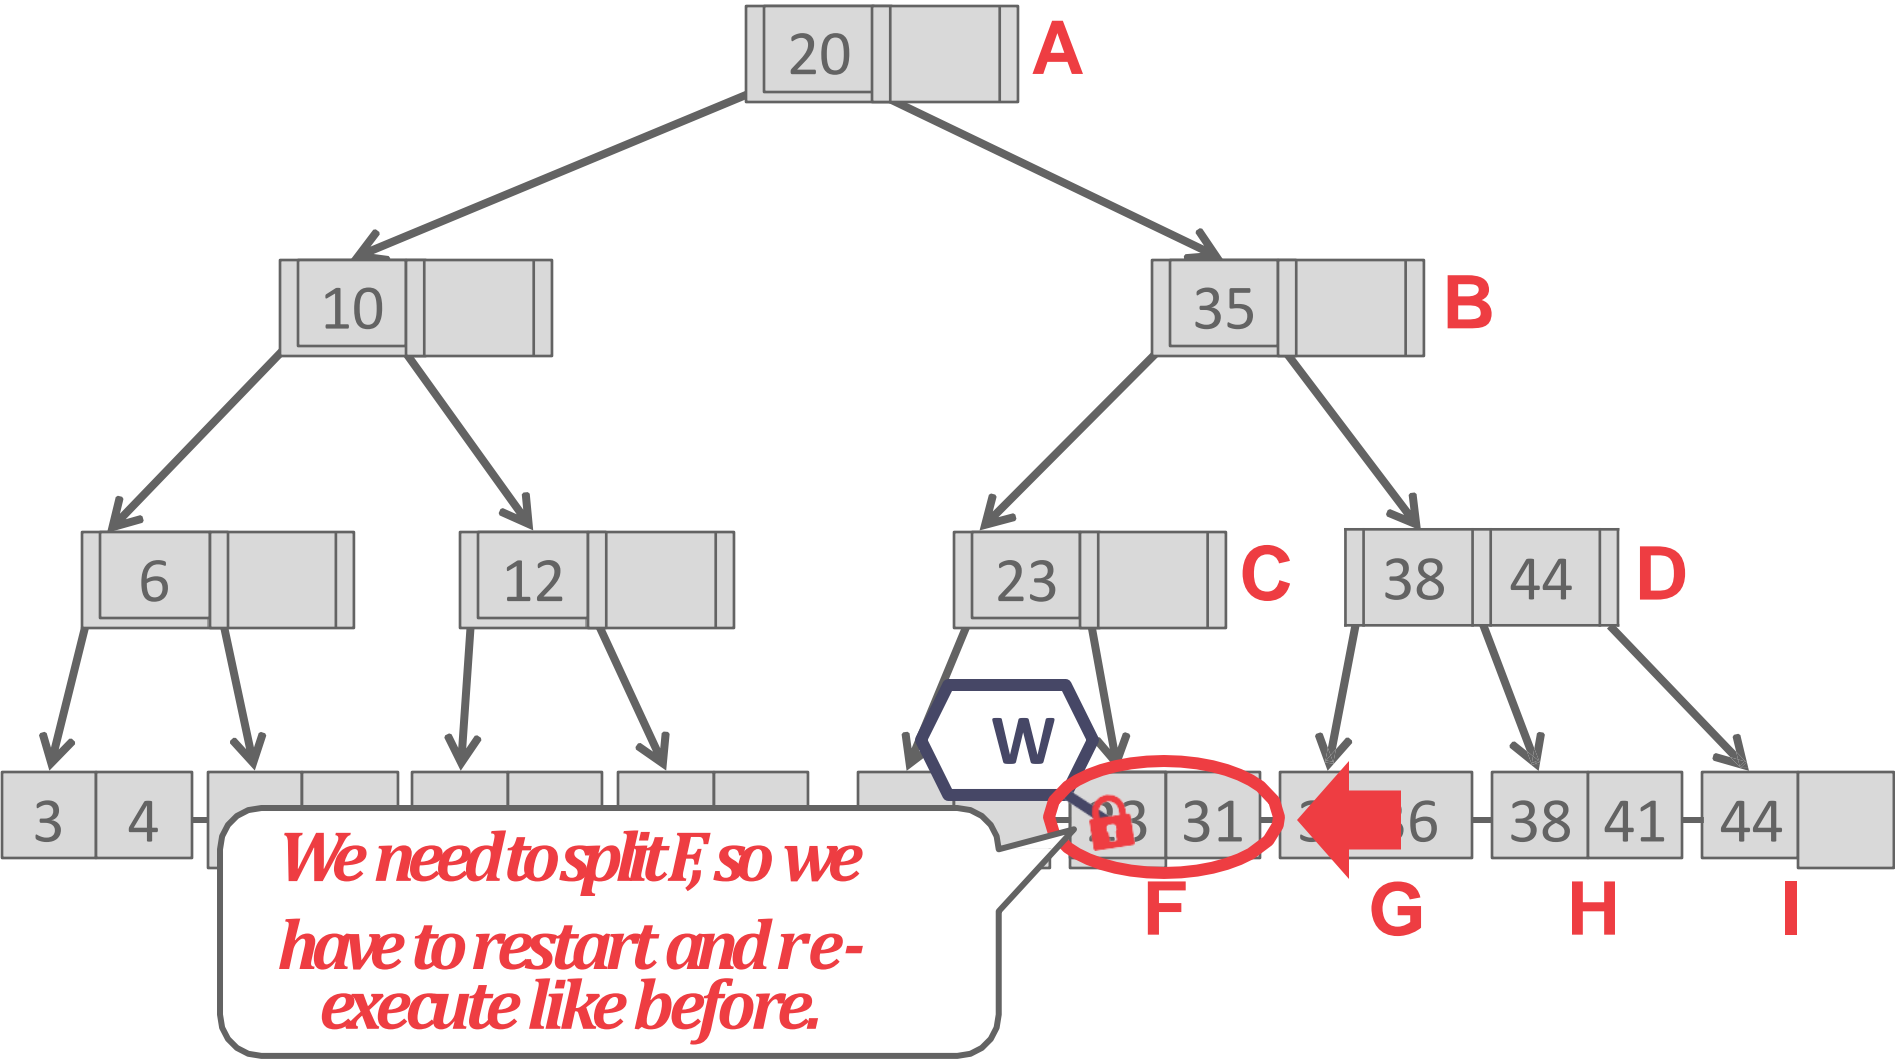 20 A
10 35 B
6 12 23 C 38 44 D
W
3 4 31 38 41 44
We need to split F, so we
have to restart and re-
execute like before.
F G H I